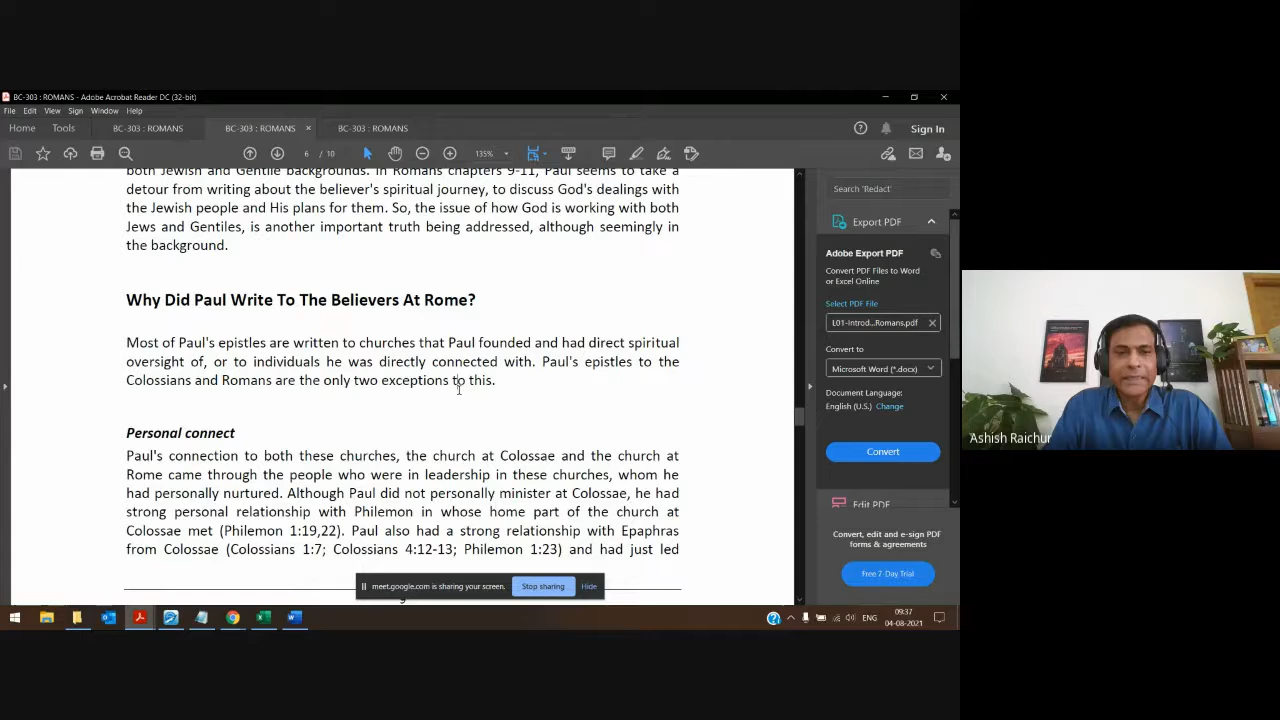 BC-303 : ROMANS - Adobe Acrobat Reader DC (32-bit)
File Edit View Sign Window Help
Home Tools BC-303 : ROMANS BC-303 : ROMANS × BC-303 : ROMANS Sign In
6 / 10 135%
both Jewish and Gentile backgrounds. In Romans chapters 9-11, Paul seems to take a
detour from writing about the believer's spiritual journey, to discuss God's dealings with
the Jewish people and His plans for them. So, the issue of how God is working with both
Jews and Gentiles, is another important truth being addressed, although seemingly in
the background.
Why Did Paul Write To The Believers At Rome?
Most of Paul's epistles are written to churches that Paul founded and had direct spiritual
oversight of, or to individuals he was directly connected with. Paul's epistles to the
Colossians and Romans are the only two exceptions to this.
Personal connect
Paul's connection to both these churches, the church at Colossae and the church at
Rome came through the people who were in leadership in these churches, whom he
had personally nurtured. Although Paul did not personally minister at Colossae, he had
strong personal relationship with Philemon in whose home part of the church at
Colossae met (Philemon 1:19,22). Paul also had a strong relationship with Epaphras
from Colossae (Colossians 1:7; Colossians 4:12-13; Philemon 1:23) and had just led
meet.google.com is sharing your screen. Stop sharing Hide
Search 'Redact'
Export PDF
Adobe Export PDF
Convert PDF Files to Word
or Excel Online
Select PDF File
L01-Introd...Romans.pdf
Convert to
Microsoft Word (*.docx)
Document Language:
English (U.S.) Change
Convert
Edit PDF
Convert, edit and e-sign PDF
forms & agreements
Free 7-Day Trial
ENG
09:37
04-08-2021
Ashish Raichur